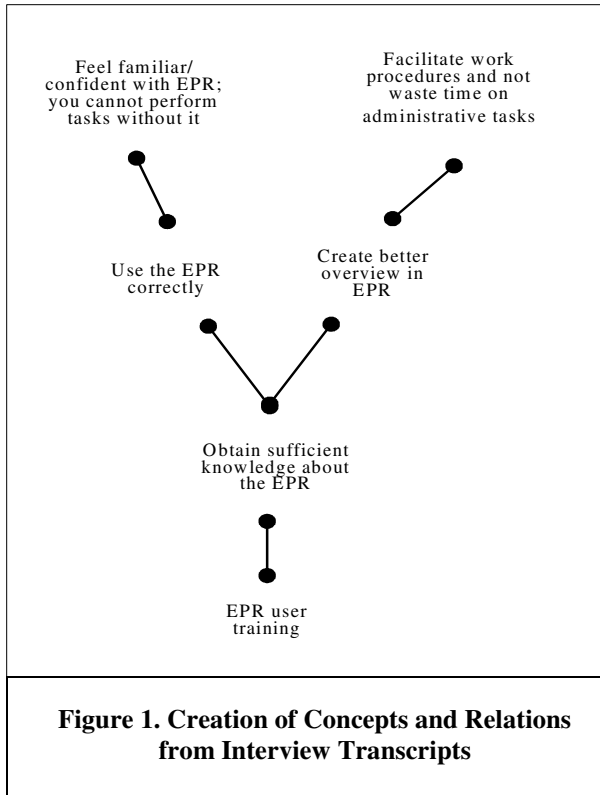 Feel familiar/
confident with EPR;
you cannot perform
tasks without it
Facilitate work
procedures and not
waste time on
administrative tasks
Use the EPR
correctly
Create better
overview in
EPR
Obtain sufficient
knowledge about
the EPR
EPR user
training
Figure 1. Creation of Concepts and Relations
from Interview Transcripts